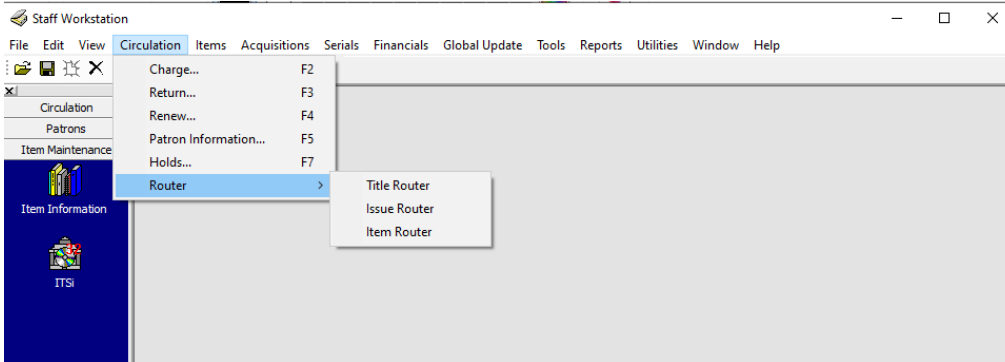 Staff Workstation
File Edit View Circulation Items Acquisitions Serials Financials Global Update Tools Reports Utilities Window Help
Charge... F2
Return... F3
Renew... F4
Patron Information... F5
Holds... F7
Router
Title Router
Issue Router
Item Router
Circulation
Patrons
Item Maintenance
Item Information
ITSi